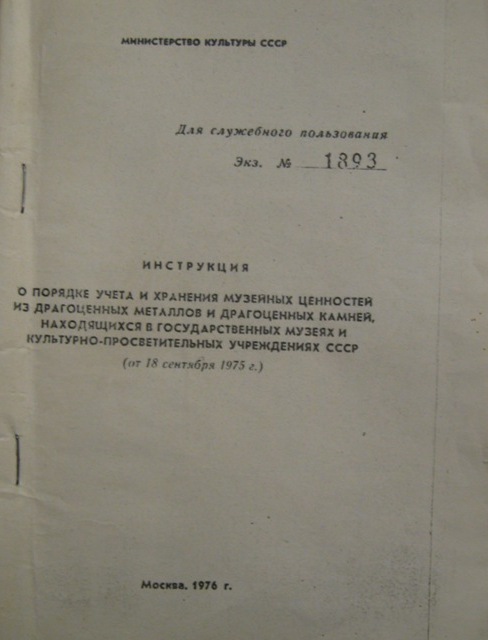 МИНИСТЕРСТВО КУЛЬТУРЫ СССР
Для служебного пользования
Экз. № 1893
ИНСТРУКЦИЯ
О ПОРЯДКЕ УЧЕТА И ХРАНЕНИЯ МУЗЕЙНЫХ ЦЕННОСТЕЙ
ИЗ ДРАГОЦЕННЫХ МЕТАЛЛОВ И ДРАГОЦЕННЫХ КАМНЕЙ,
НАХОДЯЩИХСЯ В ГОСУДАРСТВЕННЫХ МУЗЕЯХ И
КУЛЬТУРНО-ПРОСВЕТИТЕЛЬНЫХ УЧРЕЖДЕНИЯХ СССР
(от 18 сентября 1975 г.)
Москва. 1976 г.